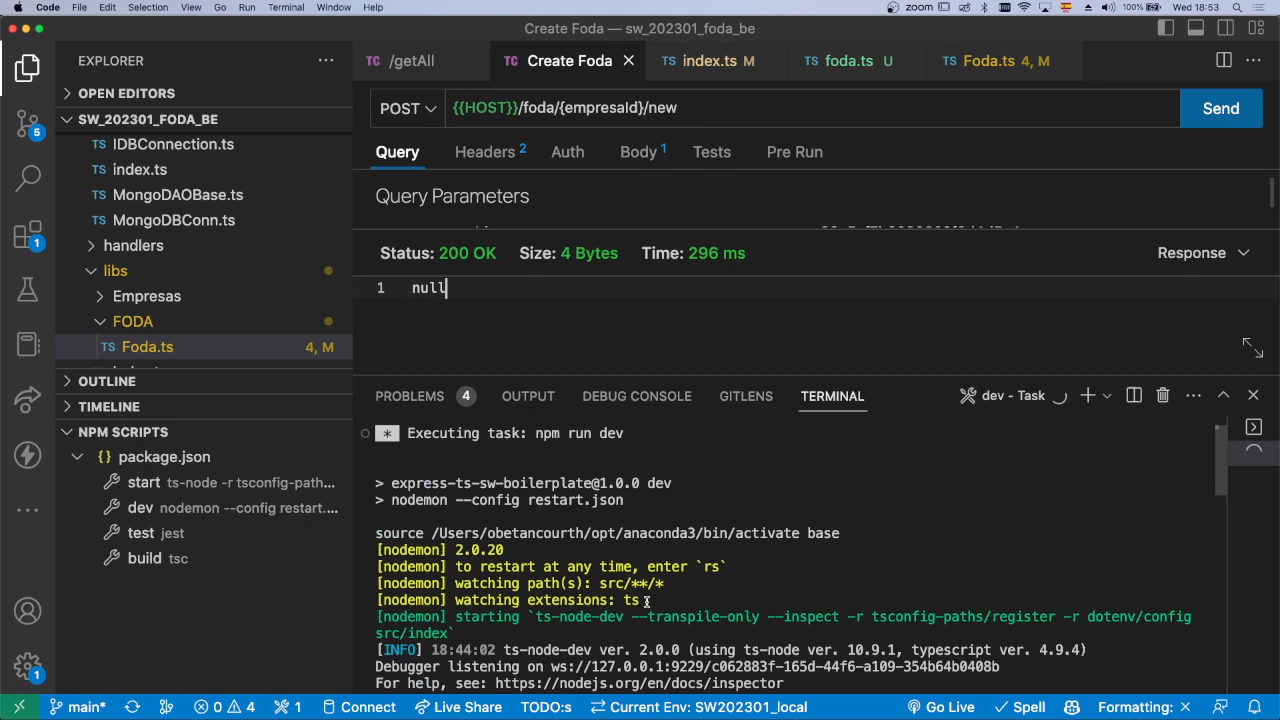 Code File Edit Selection View Go Run Terminal Window Help zoom 100% Wed 18:53
Create Foda — sw_202301_foda_be
EXPLORER
/getAll
Create Foda
TS index.ts M
TS foda.ts U
TS Foda.ts 4, M
OPEN EDITORS
SW_202301_FODA_BE
TS IDBConnection.ts
TS index.ts
TS MongoDAOBase.ts
TS MongoDBConn.ts
handlers
libs
Empresas
FODA
TS Foda.ts 4, M
OUTLINE
TIMELINE
NPM SCRIPTS
{} package.json
start ts-node -r tsconfig-path...
dev nodemon --config restart....
test jest
build tsc
5
1
1
POST {{HOST}}/foda/{empresaId}/new Send
Query Headers 2 Auth Body 1 Tests Pre Run
Query Parameters
Status: 200 OK Size: 4 Bytes Time: 296 ms Response
1 null
PROBLEMS 4 OUTPUT DEBUG CONSOLE GITLENS TERMINAL dev - Task
* Executing task: npm run dev
> express-ts-sw-boilerplate@1.0.0 dev
> nodemon --config restart.json
source /Users/obetancourth/opt/anaconda3/bin/activate base
[nodemon] 2.0.20
[nodemon] to restart at any time, enter `rs`
[nodemon] watching path(s): src/**/*
[nodemon] watching extensions: ts
[nodemon] starting `ts-node-dev --transpile-only --inspect -r tsconfig-paths/register -r dotenv/config
src/index`
[INFO] 18:44:02 ts-node-dev ver. 2.0.0 (using ts-node ver. 10.9.1, typescript ver. 4.9.4)
Debugger listening on ws://127.0.0.1:9229/c062883f-165d-44f6-a109-354b64b0408b
For help, see: https://nodejs.org/en/docs/inspector
main* 0 4 1 Connect Live Share TODO:s Current Env: SW202301_local Go Live Spell Formatting: ×